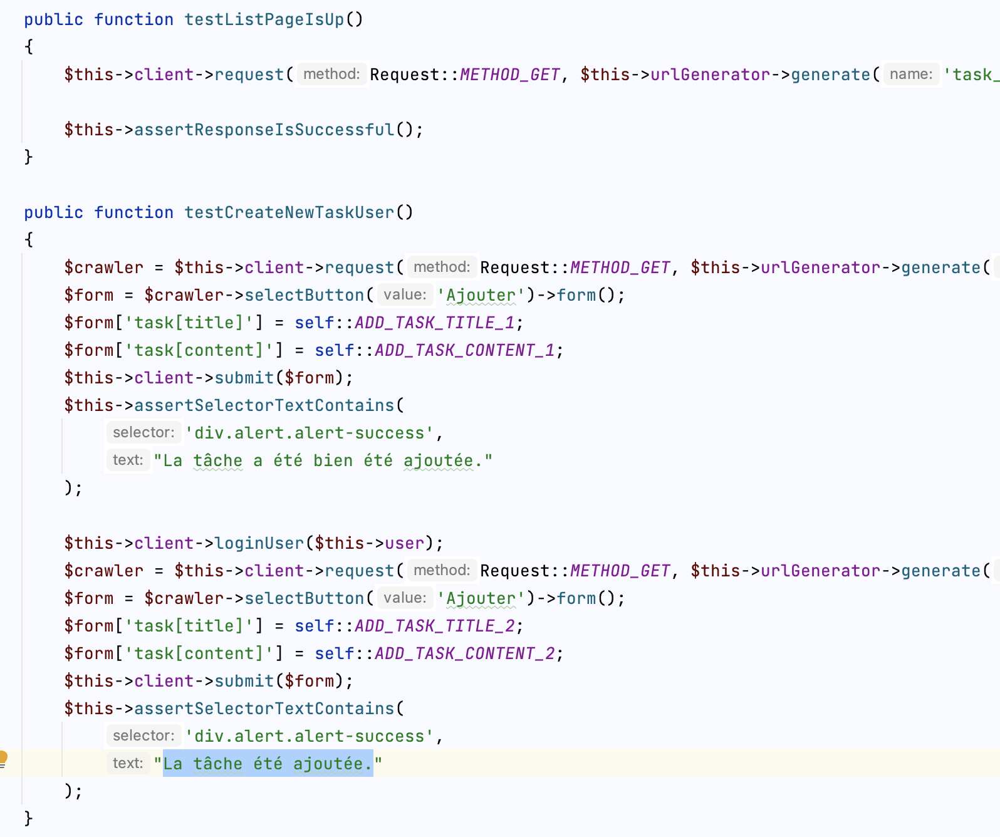 public function testListPageIsUp()
{
$this->client->request( method: Request::METHOD_GET, $this->urlGenerator->generate( name: 'task_
$this->assertResponseIsSuccessful();
}
public function testCreateNewTaskUser()
{
$crawler = $this->client->request( method: Request::METHOD_GET, $this->urlGenerator->generate(
$form = $crawler->selectButton( value: 'Ajouter')->form();
$form['task[title]'] = self::ADD_TASK_TITLE_1;
$form['task[content]'] = self::ADD_TASK_CONTENT_1;
$this->client->submit($form);
$this->assertSelectorTextContains(
selector: 'div.alert.alert-success',
text: "La tâche a été bien été ajoutée."
);
$this->client->loginUser($this->user);
$crawler = $this->client->request( method: Request::METHOD_GET, $this->urlGenerator->generate(
$form = $crawler->selectButton( value: 'Ajouter')->form();
$form['task[title]'] = self::ADD_TASK_TITLE_2;
$form['task[content]'] = self::ADD_TASK_CONTENT_2;
$this->client->submit($form);
$this->assertSelectorTextContains(
selector: 'div.alert.alert-success',
text: "La tâche été ajoutée."
);
}